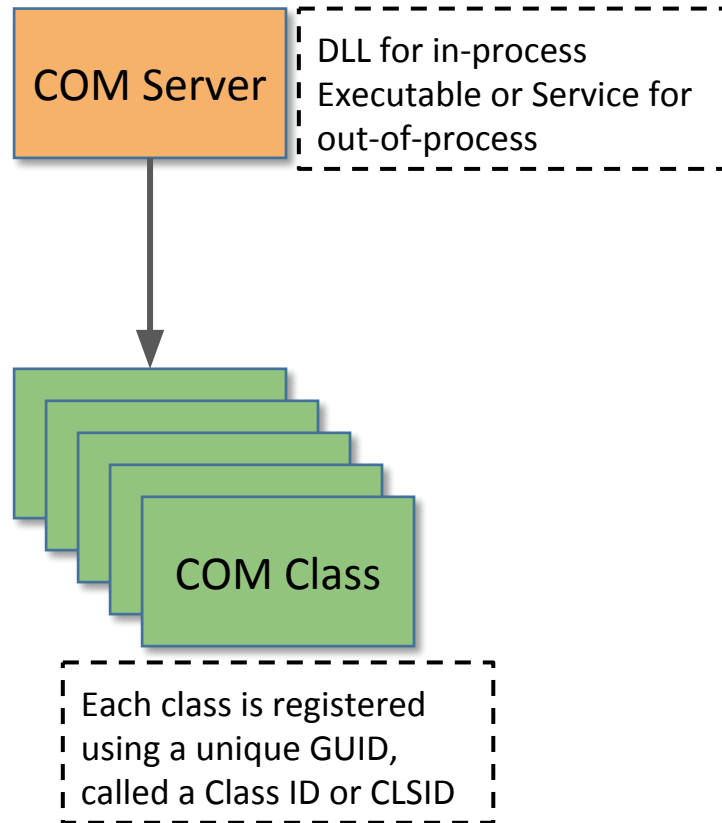 COM Server
DLL for in-process
Executable or Service for
out-of-process
COM Class
Each class is registered
using a unique GUID,
called a Class ID or CLSID